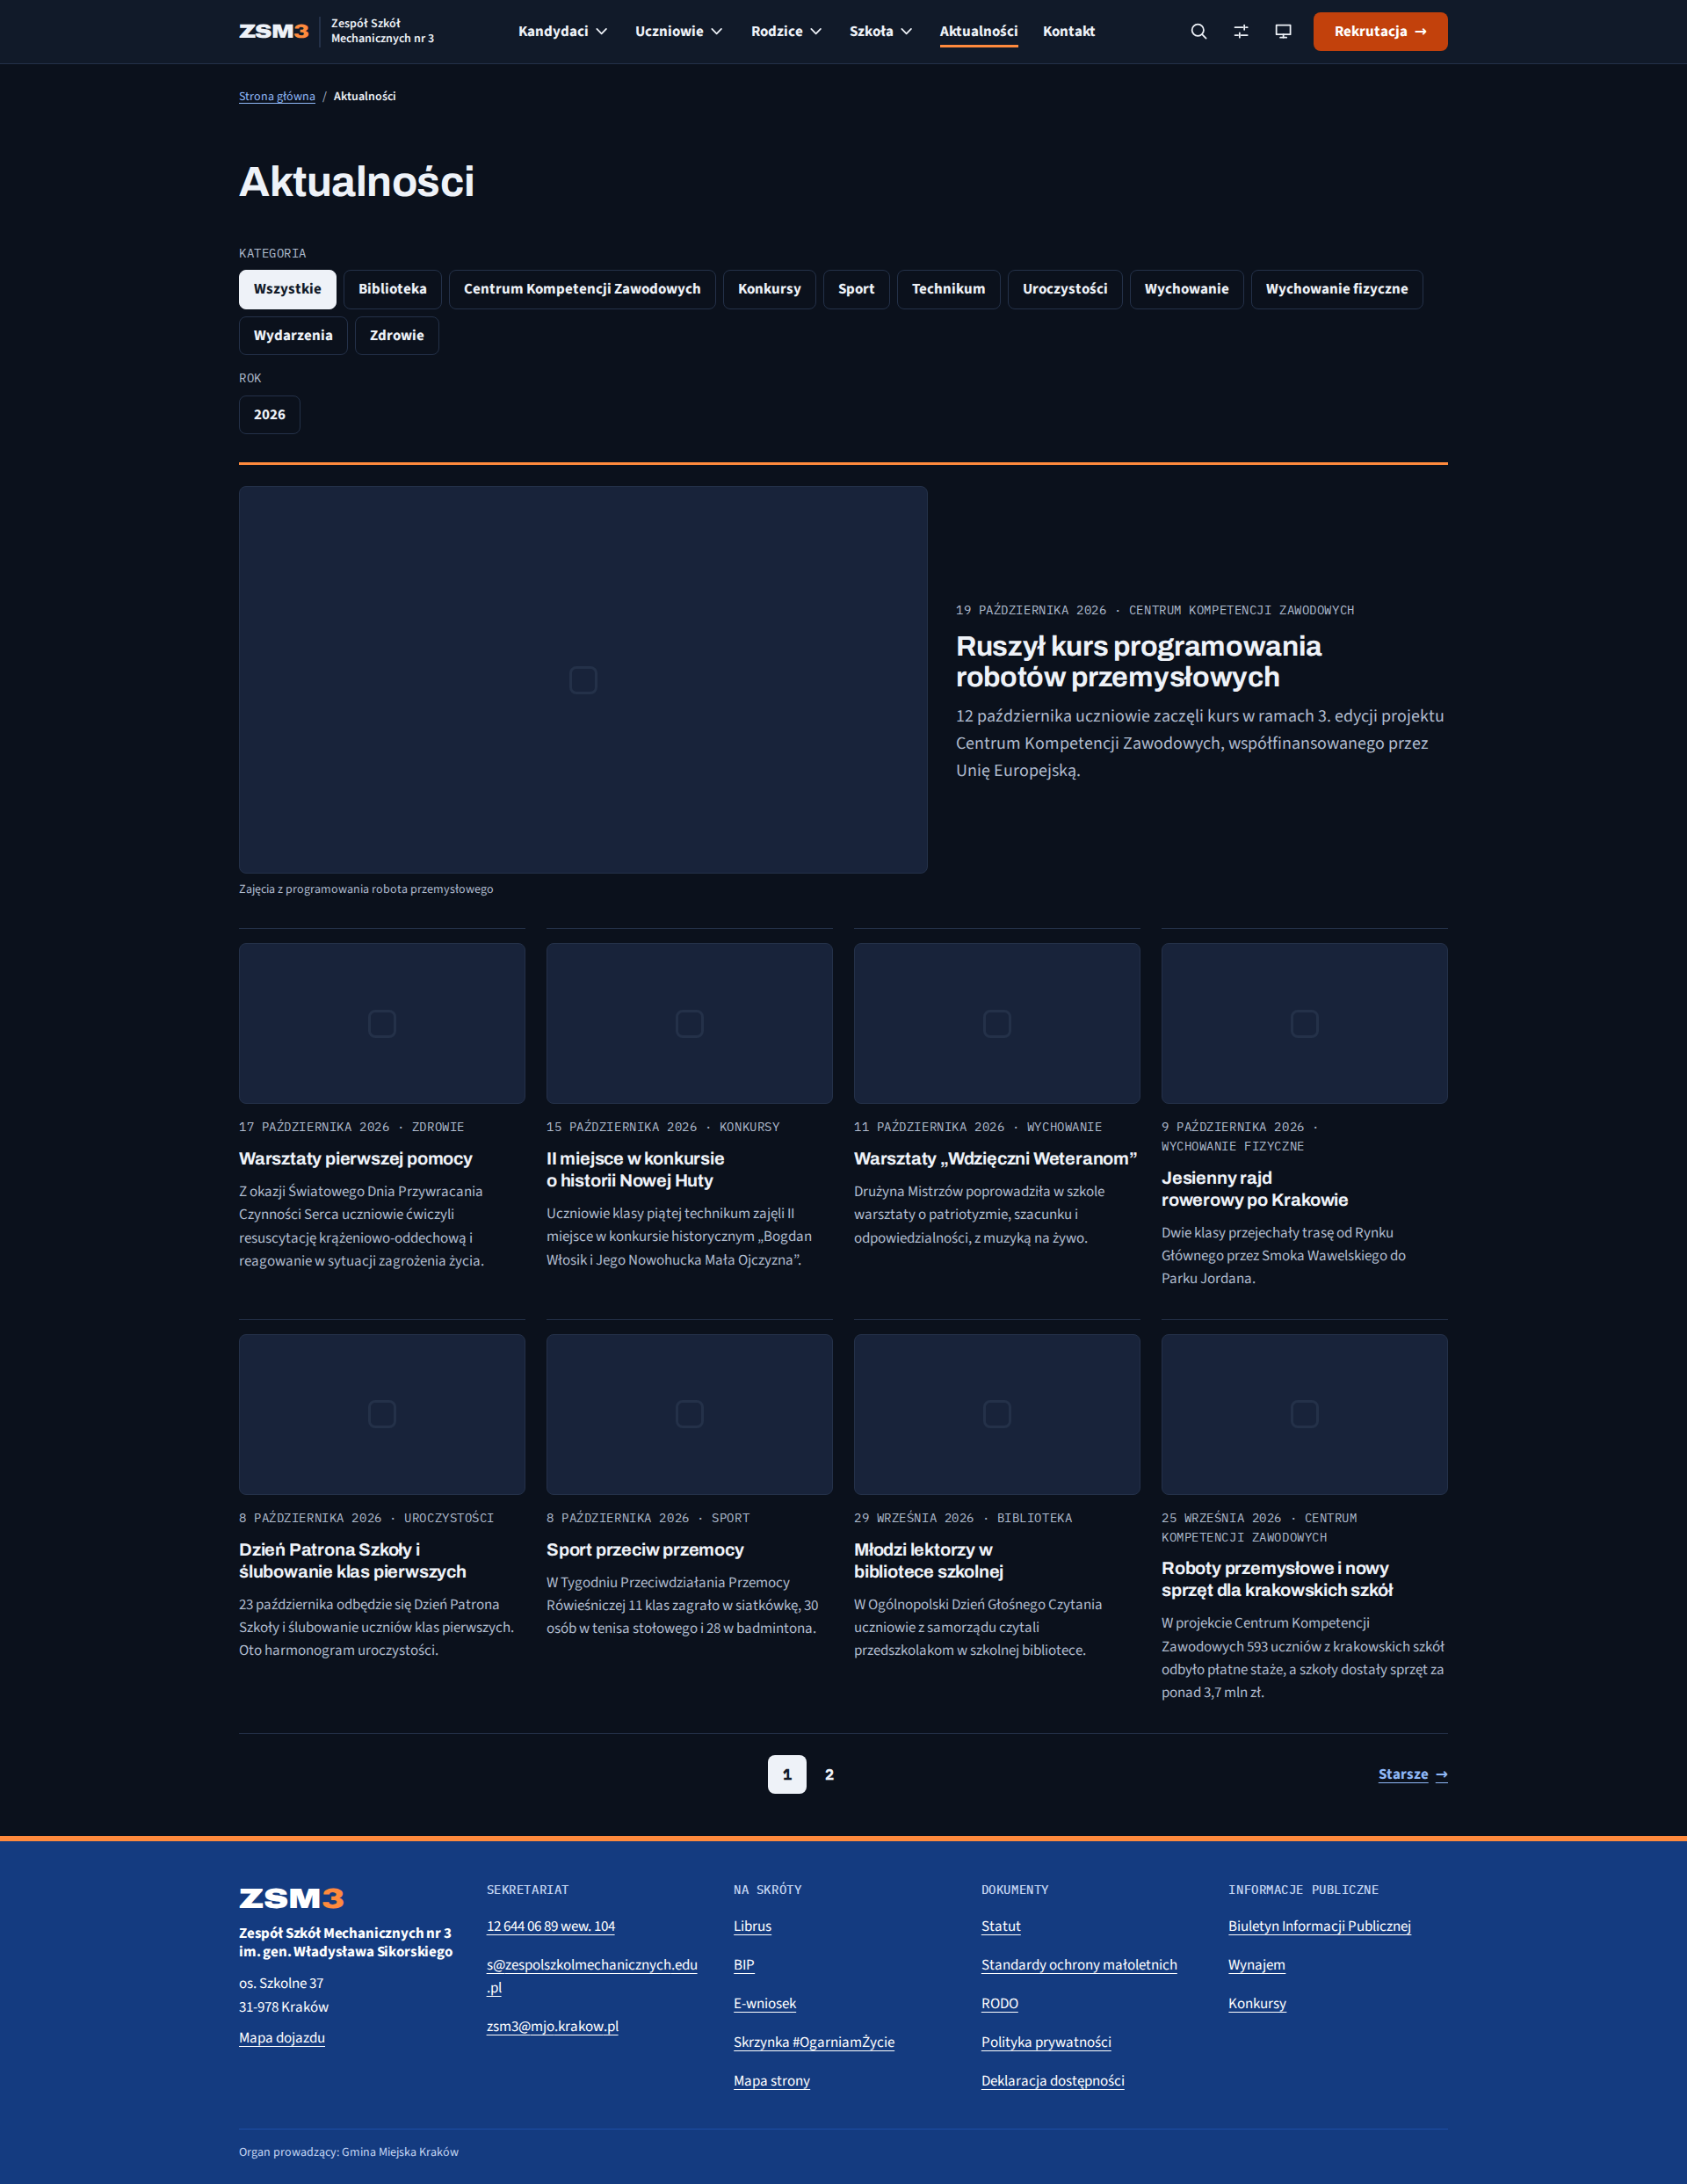 ZSM3
Zespół Szkół
Mechanicznych nr 3
Kandydaci
Uczniowie
Rodzice
Szkoła
Aktualności
Kontakt
Rekrutacja →
Strona główna / Aktualności
Aktualności
KATEGORIA
Wszystkie
Biblioteka
Centrum Kompetencji Zawodowych
Konkursy
Sport
Technikum
Uroczystości
Wychowanie
Wychowanie fizyczne
Wydarzenia
Zdrowie
ROK
2026
19 PAŹDZIERNIKA 2026 · CENTRUM KOMPETENCJI ZAWODOWYCH
Ruszył kurs programowania
robotów przemysłowych
12 października uczniowie zaczęli kurs w ramach 3. edycji projektu
Centrum Kompetencji Zawodowych, współfinansowanego przez
Unię Europejską.
Zajęcia z programowania robota przemysłowego
17 PAŹDZIERNIKA 2026 · ZDROWIE
Warsztaty pierwszej pomocy
Z okazji Światowego Dnia Przywracania
Czynności Serca uczniowie ćwiczyli
resuscytację krążeniowo-oddechową i
reagowanie w sytuacji zagrożenia życia.
15 PAŹDZIERNIKA 2026 · KONKURSY
II miejsce w konkursie
o historii Nowej Huty
Uczniowie klasy piątej technikum zajęli II
miejsce w konkursie historycznym „Bogdan
Włosik i Jego Nowohucka Mała Ojczyzna”.
11 PAŹDZIERNIKA 2026 · WYCHOWANIE
Warsztaty „Wdzięczni Weteranom”
Drużyna Mistrzów poprowadziła w szkole
warsztaty o patriotyzmie, szacunku i
odpowiedzialności, z muzyką na żywo.
9 PAŹDZIERNIKA 2026 ·
WYCHOWANIE FIZYCZNE
Jesienny rajd
rowerowy po Krakowie
Dwie klasy przejechały trasę od Rynku
Głównego przez Smoka Wawelskiego do
Parku Jordana.
8 PAŹDZIERNIKA 2026 · UROCZYSTOŚCI
Dzień Patrona Szkoły i
ślubowanie klas pierwszych
23 października odbędzie się Dzień Patrona
Szkoły i ślubowanie uczniów klas pierwszych.
Oto harmonogram uroczystości.
8 PAŹDZIERNIKA 2026 · SPORT
Sport przeciw przemocy
W Tygodniu Przeciwdziałania Przemocy
Rówieśniczej 11 klas zagrało w siatkówkę, 30
osób w tenisa stołowego i 28 w badmintona.
29 WRZEŚNIA 2026 · BIBLIOTEKA
Młodzi lektorzy w
bibliotece szkolnej
W Ogólnopolski Dzień Głośnego Czytania
uczniowie z samorządu czytali
przedszkolakom w szkolnej bibliotece.
25 WRZEŚNIA 2026 · CENTRUM
KOMPETENCJI ZAWODOWYCH
Roboty przemysłowe i nowy
sprzęt dla krakowskich szkół
W projekcie Centrum Kompetencji
Zawodowych 593 uczniów z krakowskich szkół
odbyło płatne staże, a szkoły dostały sprzęt za
ponad 3,7 mln zł.
1
2
Starsze →
ZSM3
Zespół Szkół Mechanicznych nr 3
im. gen. Władysława Sikorskiego
os. Szkolne 37
31-978 Kraków
Mapa dojazdu
SEKRETARIAT
12 644 06 89 wew. 104
s@zespolszkolmechanicznych.edu
.pl
zsm3@mjo.krakow.pl
NA SKRÓTY
Librus
BIP
E-wniosek
Skrzynka #OgarniamŻycie
Mapa strony
DOKUMENTY
Statut
Standardy ochrony małoletnich
RODO
Polityka prywatności
Deklaracja dostępności
INFORMACJE PUBLICZNE
Biuletyn Informacji Publicznej
Wynajem
Konkursy
Organ prowadzący: Gmina Miejska Kraków